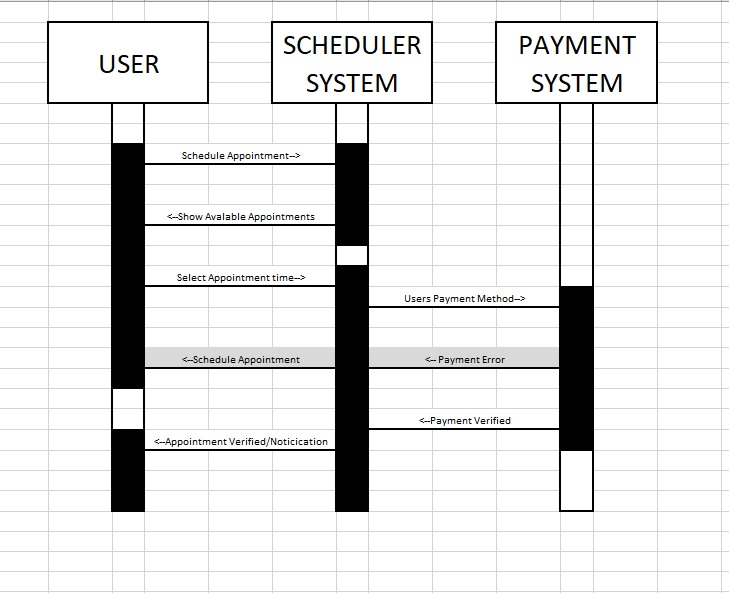 USER
SCHEDULER
SYSTEM
PAYMENT
SYSTEM
Schedule Appointment-->
<--Show Avalable Appointments
Select Appointment time-->
Users Payment Method-->
<--Schedule Appointment
<-- Payment Error
<--Payment Verified
<--Appointment Verified/Noticication